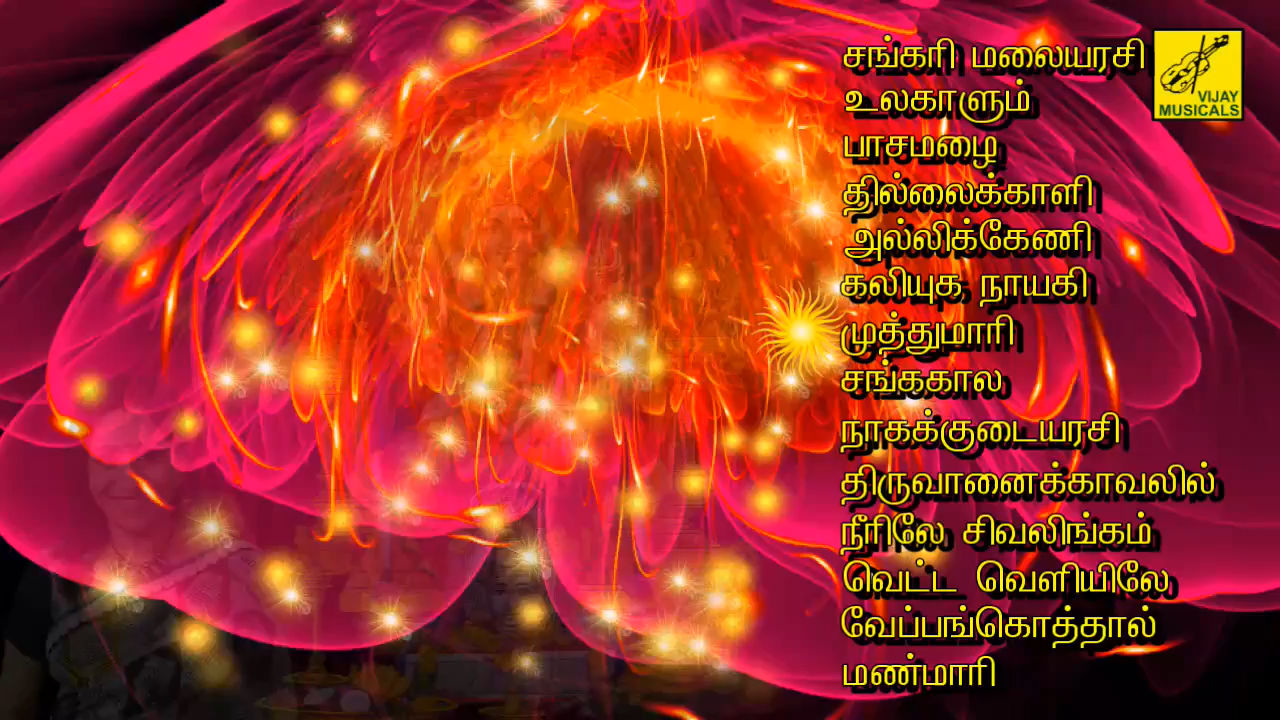 சங்கரி மலையரசி
உலகாளும்
பாசமழை
தில்லைக்காளி
அல்லிக்கேணி
கலியுக நாயகி
முத்துமாரி
சங்ககால
நாகக்குடையரசி
திருவானைக்காவலில்
நீரிலே சிவலிங்கம்
வெட்ட வெளியிலே
வேப்பங்கொத்தால்
மண்மாரி
VIJAY
MUSICALS